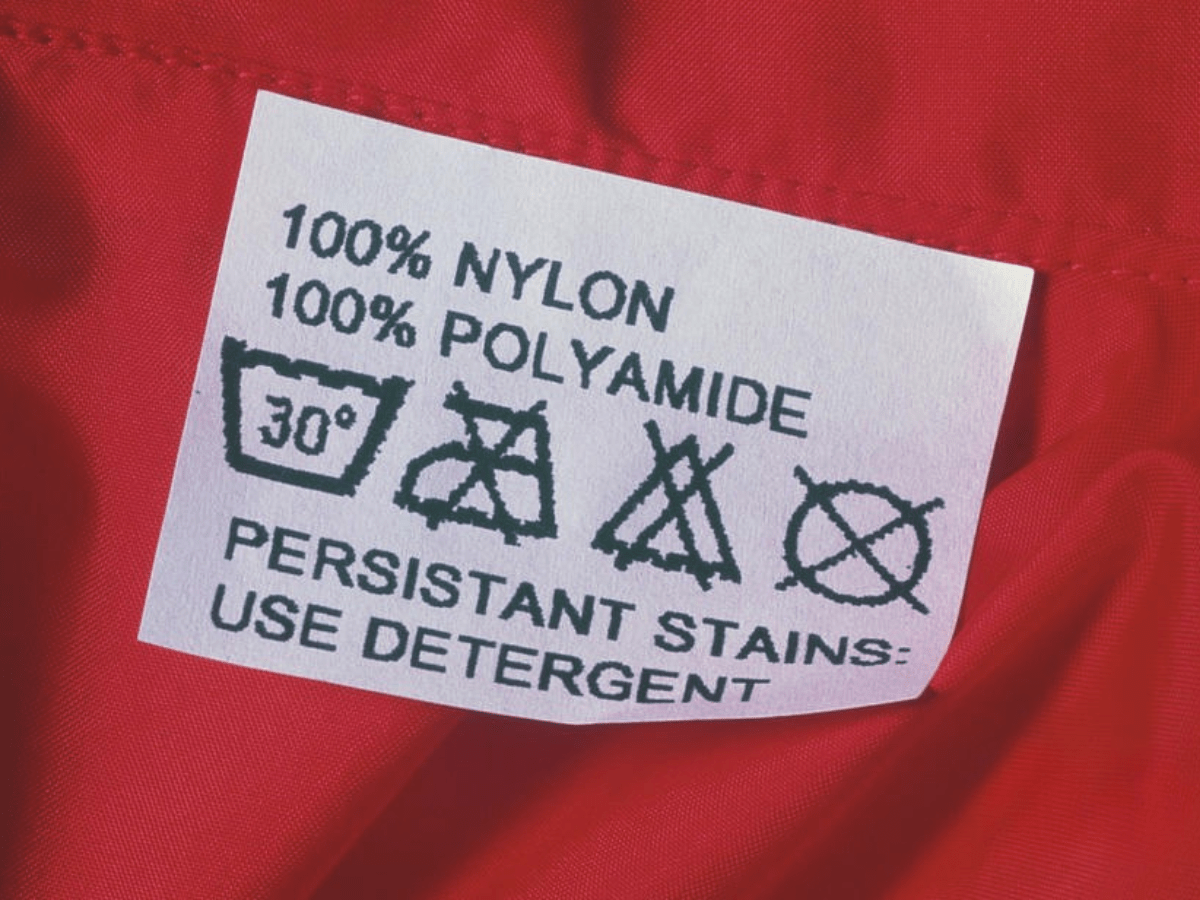 100% NYLON
100% POLYAMIDE
30°
PERSISTANT STAINS:
USE DETERGENT